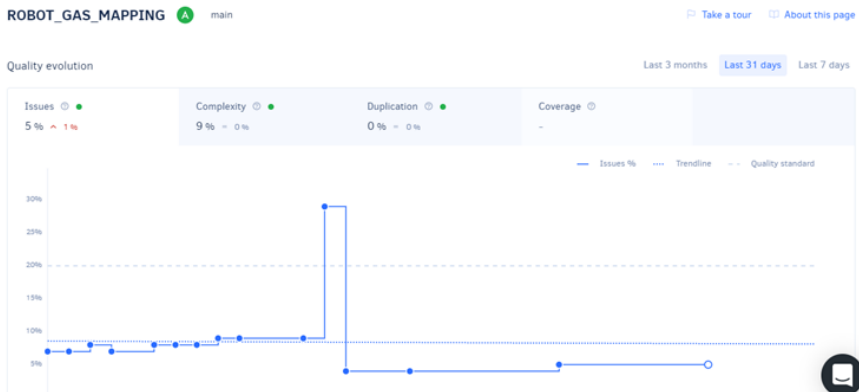 ROBOT_GAS_MAPPING A main Take a tour About this page
Quality evolution Last 3 months Last 31 days Last 7 days
Issues Complexity Duplication Coverage
5 % 1 % 9 % = 0 % 0 % = 0 % -
Issues % Trendline Quality standard
30%
25%
20%
15%
10%
5%